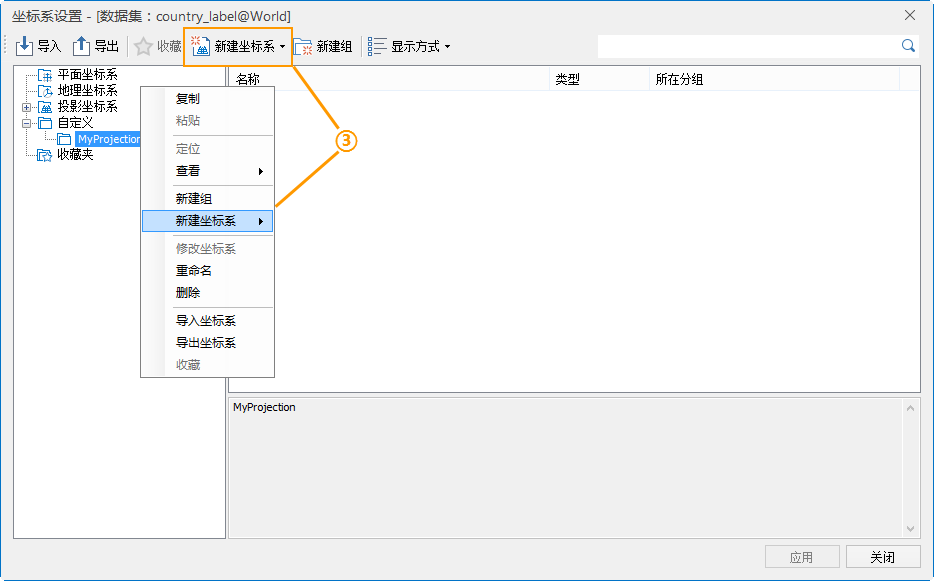 坐标系设置 - [数据集：country_label@World]
导入 导出 收藏 新建坐标系 新建组 显示方式
平面坐标系
地理坐标系
投影坐标系
自定义
MyProjection
收藏夹
复制
粘贴
定位
查看
新建组
新建坐标系
修改坐标系
重命名
删除
导入坐标系
导出坐标系
收藏
名称 类型 所在分组
③
MyProjection
应用 关闭